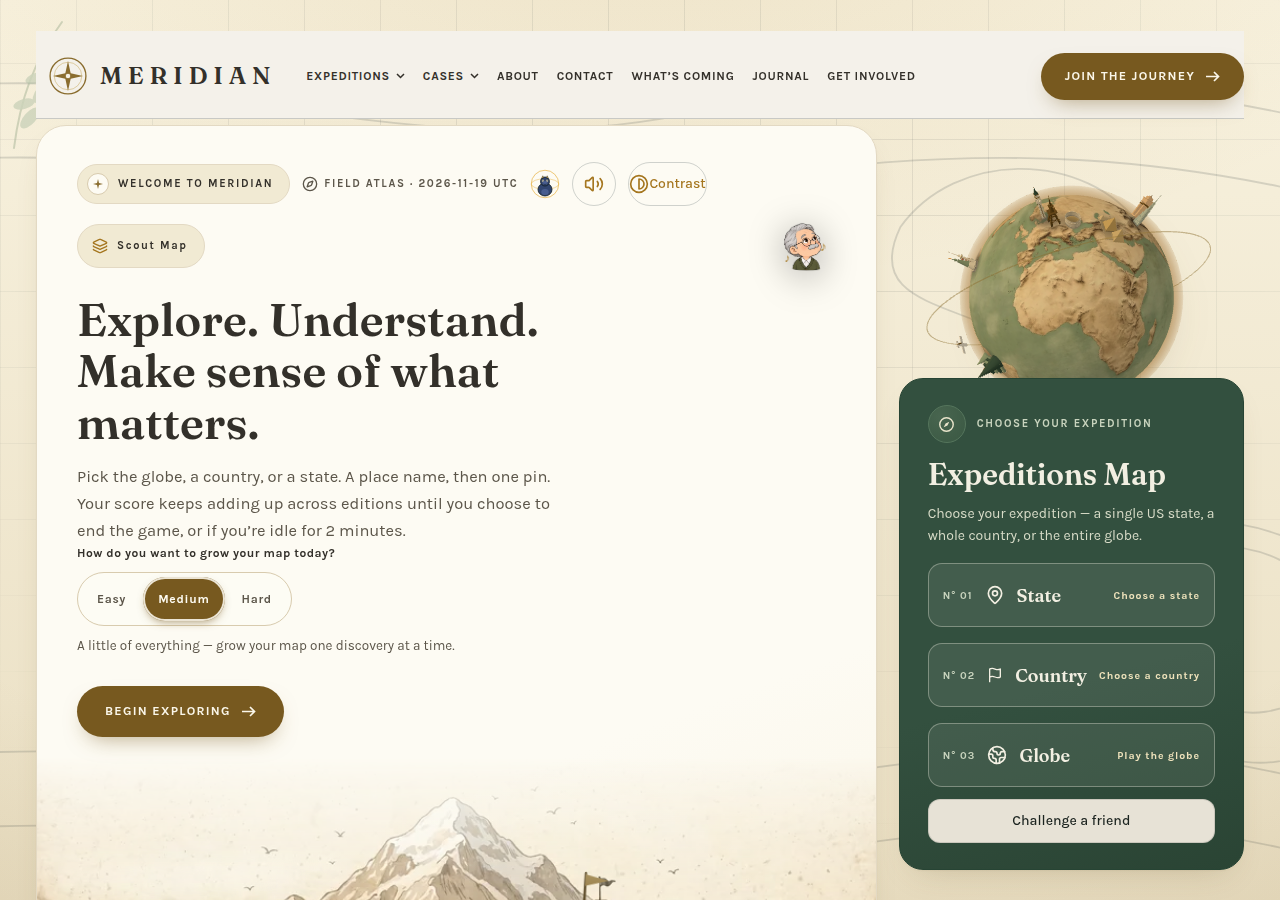 MERIDIAN
EXPEDITIONS CASES ABOUT CONTACT WHAT'S COMING JOURNAL GET INVOLVED
JOIN THE JOURNEY
WELCOME TO MERIDIAN
FIELD ATLAS · 2026-11-19 UTC
Contrast
Scout Map
Explore. Understand.
Make sense of what
matters.
Pick the globe, a country, or a state. A place name, then one pin.
Your score keeps adding up across editions until you choose to
end the game, or if you’re idle for 2 minutes.
How do you want to grow your map today?
Easy Medium Hard
A little of everything — grow your map one discovery at a time.
BEGIN EXPLORING
CHOOSE YOUR EXPEDITION
Expeditions Map
Choose your expedition — a single US state, a
whole country, or the entire globe.
N° 01 State Choose a state
N° 02 Country Choose a country
N° 03 Globe Play the globe
Challenge a friend